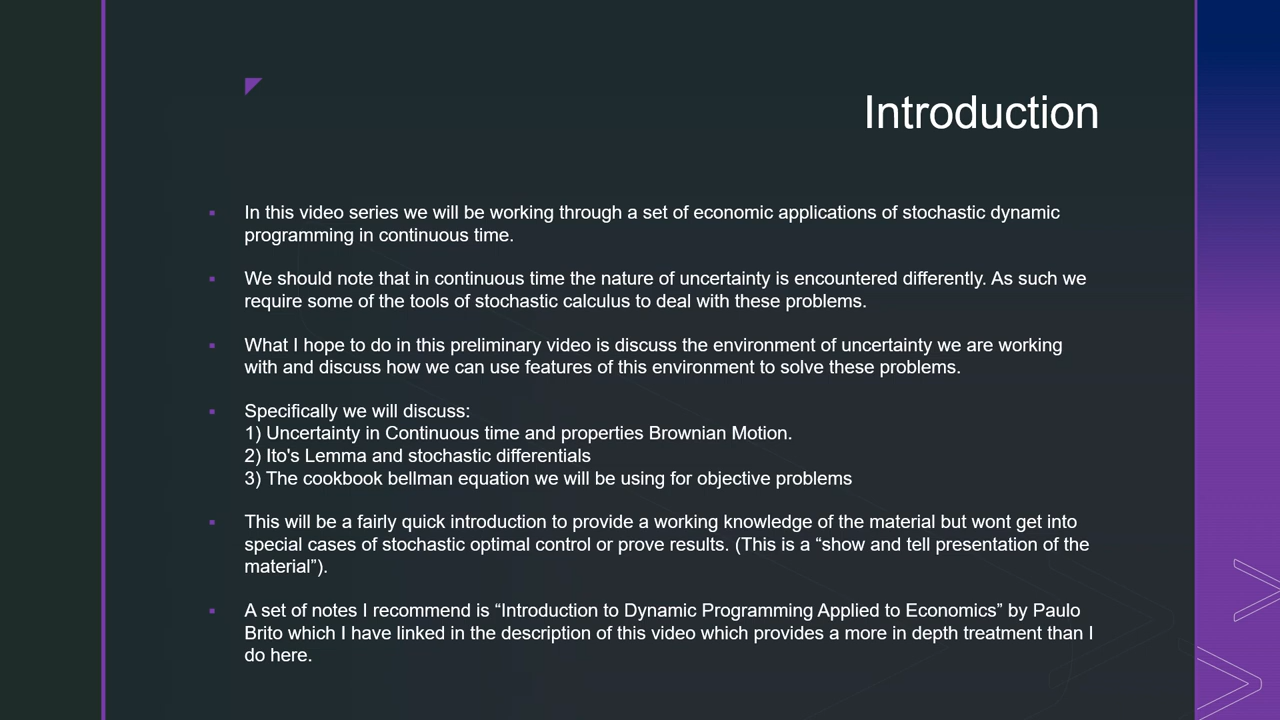 Introduction
In this video series we will be working through a set of economic applications of stochastic dynamic
programming in continuous time.
We should note that in continuous time the nature of uncertainty is encountered differently. As such we
require some of the tools of stochastic calculus to deal with these problems.
What I hope to do in this preliminary video is discuss the environment of uncertainty we are working
with and discuss how we can use features of this environment to solve these problems.
Specifically we will discuss:
1) Uncertainty in Continuous time and properties Brownian Motion.
2) Ito's Lemma and stochastic differentials
3) The cookbook bellman equation we will be using for objective problems
This will be a fairly quick introduction to provide a working knowledge of the material but wont get into
special cases of stochastic optimal control or prove results. (This is a “show and tell presentation of the
material”).
A set of notes I recommend is “Introduction to Dynamic Programming Applied to Economics” by Paulo
Brito which I have linked in the description of this video which provides a more in depth treatment than I
do here.